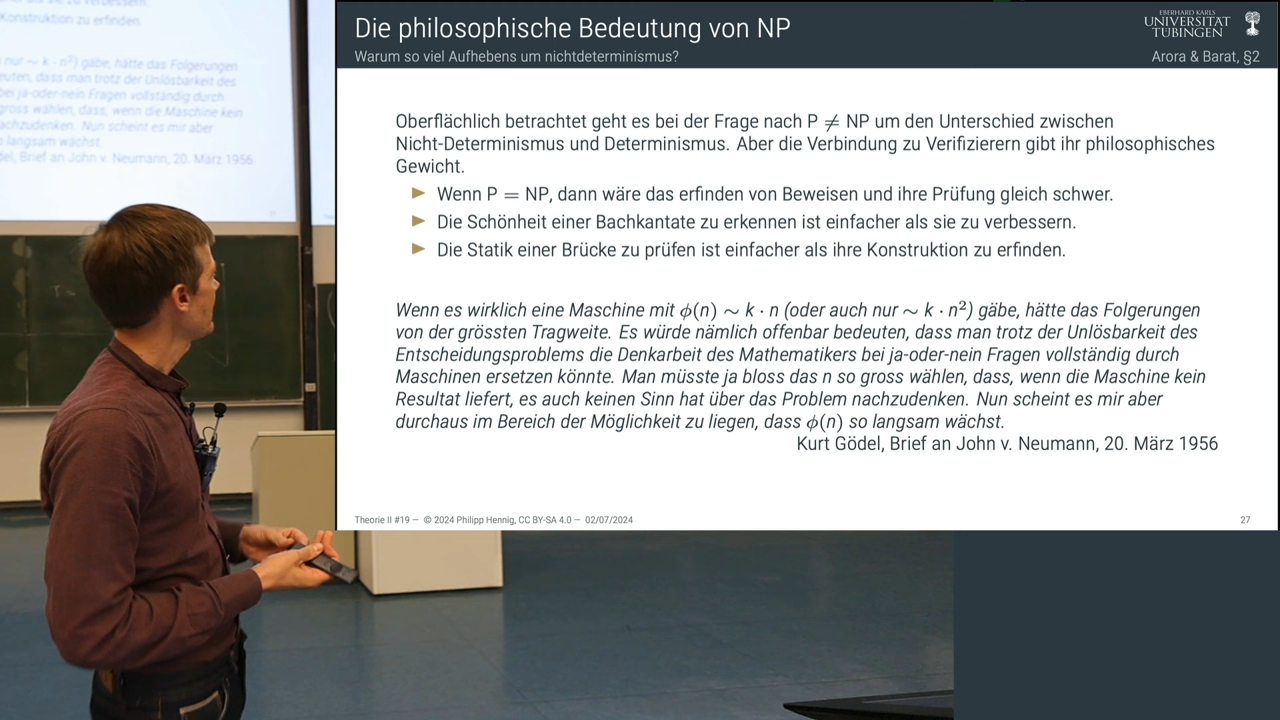 Konstruktion zu erfinden.
nur ~ k · n²) gäbe, hätte das Folgerungen
euten, dass man trotz der Unlösbarkeit des
bei ja-oder-nein Fragen vollständig durch
gross wählen, dass, wenn die Maschine kein
achzudenken. Nun scheint es mir aber
o langsam wächst.
del, Brief an John v. Neumann, 20. März 1956
Die philosophische Bedeutung von NP
Warum so viel Aufhebens um nichtdeterminismus?
EBERHARD KARLS
UNIVERSITÄT
TÜBINGEN
Arora & Barat, §2
Oberflächlich betrachtet geht es bei der Frage nach P ≠ NP um den Unterschied zwischen
Nicht-Determinismus und Determinismus. Aber die Verbindung zu Verifizierern gibt ihr philosophisches
Gewicht.
Wenn P = NP, dann wäre das erfinden von Beweisen und ihre Prüfung gleich schwer.
Die Schönheit einer Bachkantate zu erkennen ist einfacher als sie zu verbessern.
Die Statik einer Brücke zu prüfen ist einfacher als ihre Konstruktion zu erfinden.
Wenn es wirklich eine Maschine mit ϕ(n) ~ k · n (oder auch nur ~ k · n²) gäbe, hätte das Folgerungen
von der grössten Tragweite. Es würde nämlich offenbar bedeuten, dass man trotz der Unlösbarkeit des
Entscheidungsproblems die Denkarbeit des Mathematikers bei ja-oder-nein Fragen vollständig durch
Maschinen ersetzen könnte. Man müsste ja bloss das n so gross wählen, dass, wenn die Maschine kein
Resultat liefert, es auch keinen Sinn hat über das Problem nachzudenken. Nun scheint es mir aber
durchaus im Bereich der Möglichkeit zu liegen, dass ϕ(n) so langsam wächst.
Kurt Gödel, Brief an John v. Neumann, 20. März 1956
Theorie II #19 — © 2024 Philipp Hennig, CC BY-SA 4.0 — 02/07/2024
27